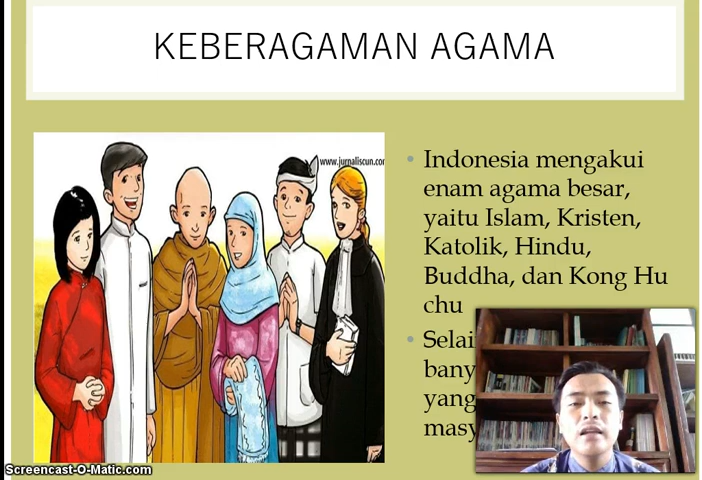 KEBERAGAMAN AGAMA
www.jurnaliscun.co
Indonesia mengakui
enam agama besar,
yaitu Islam, Kristen,
Katolik, Hindu,
Buddha, dan Kong Hu
chu
Screencast-O-Matic.com